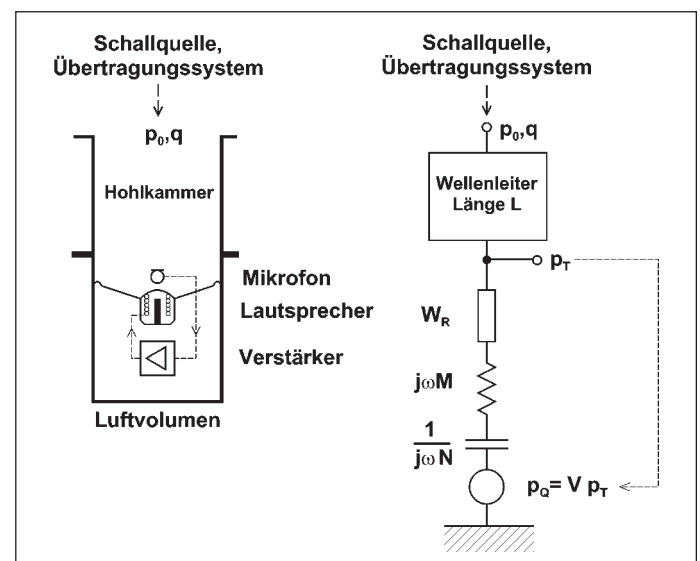 Schallquelle,
Übertragungssystem
p₀,q
Hohlkammer
Mikrofon
Lautsprecher
Verstärker
Luftvolumen
Schallquelle,
Übertragungssystem
p₀,q
Wellenleiter
Länge L
p_T
W_R
jωM
1
jωN
p_Q= V p_T